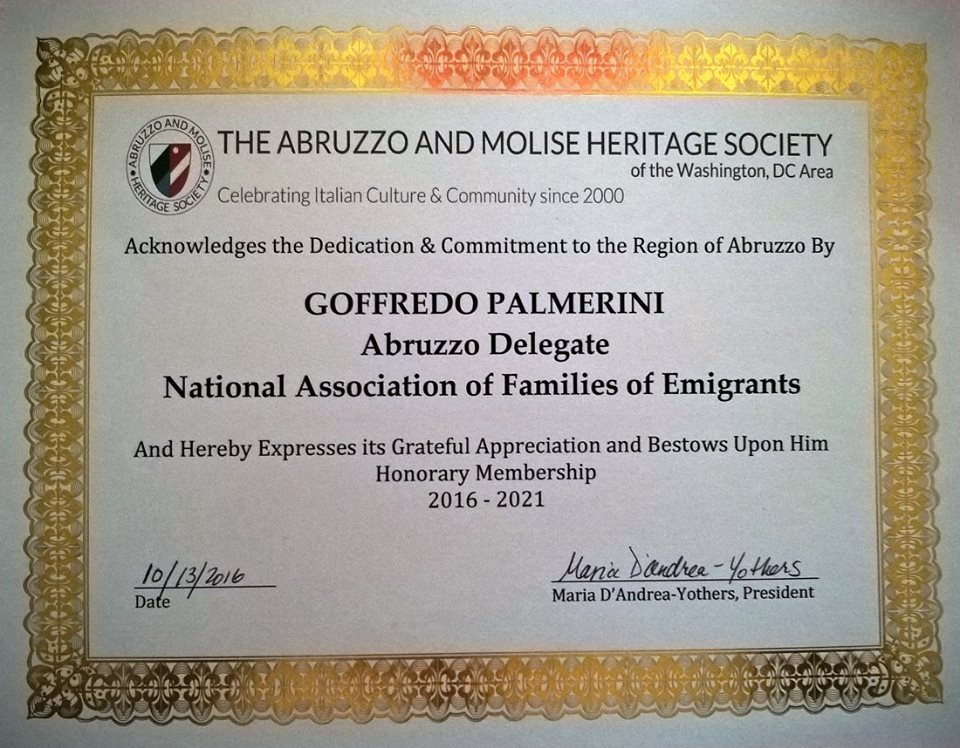 ABRUZZO AND MOLISE
HERITAGE SOCIETY
THE ABRUZZO AND MOLISE HERITAGE SOCIETY
of the Washington, DC Area
Celebrating Italian Culture & Community since 2000
Acknowledges the Dedication & Commitment to the Region of Abruzzo By
GOFFREDO PALMERINI
Abruzzo Delegate
National Association of Families of Emigrants
And Hereby Expresses its Grateful Appreciation and Bestows Upon Him
Honorary Membership
2016 - 2021
10/13/2016
Date
Maria D'Andrea-Yothers
Maria D'Andrea-Yothers, President